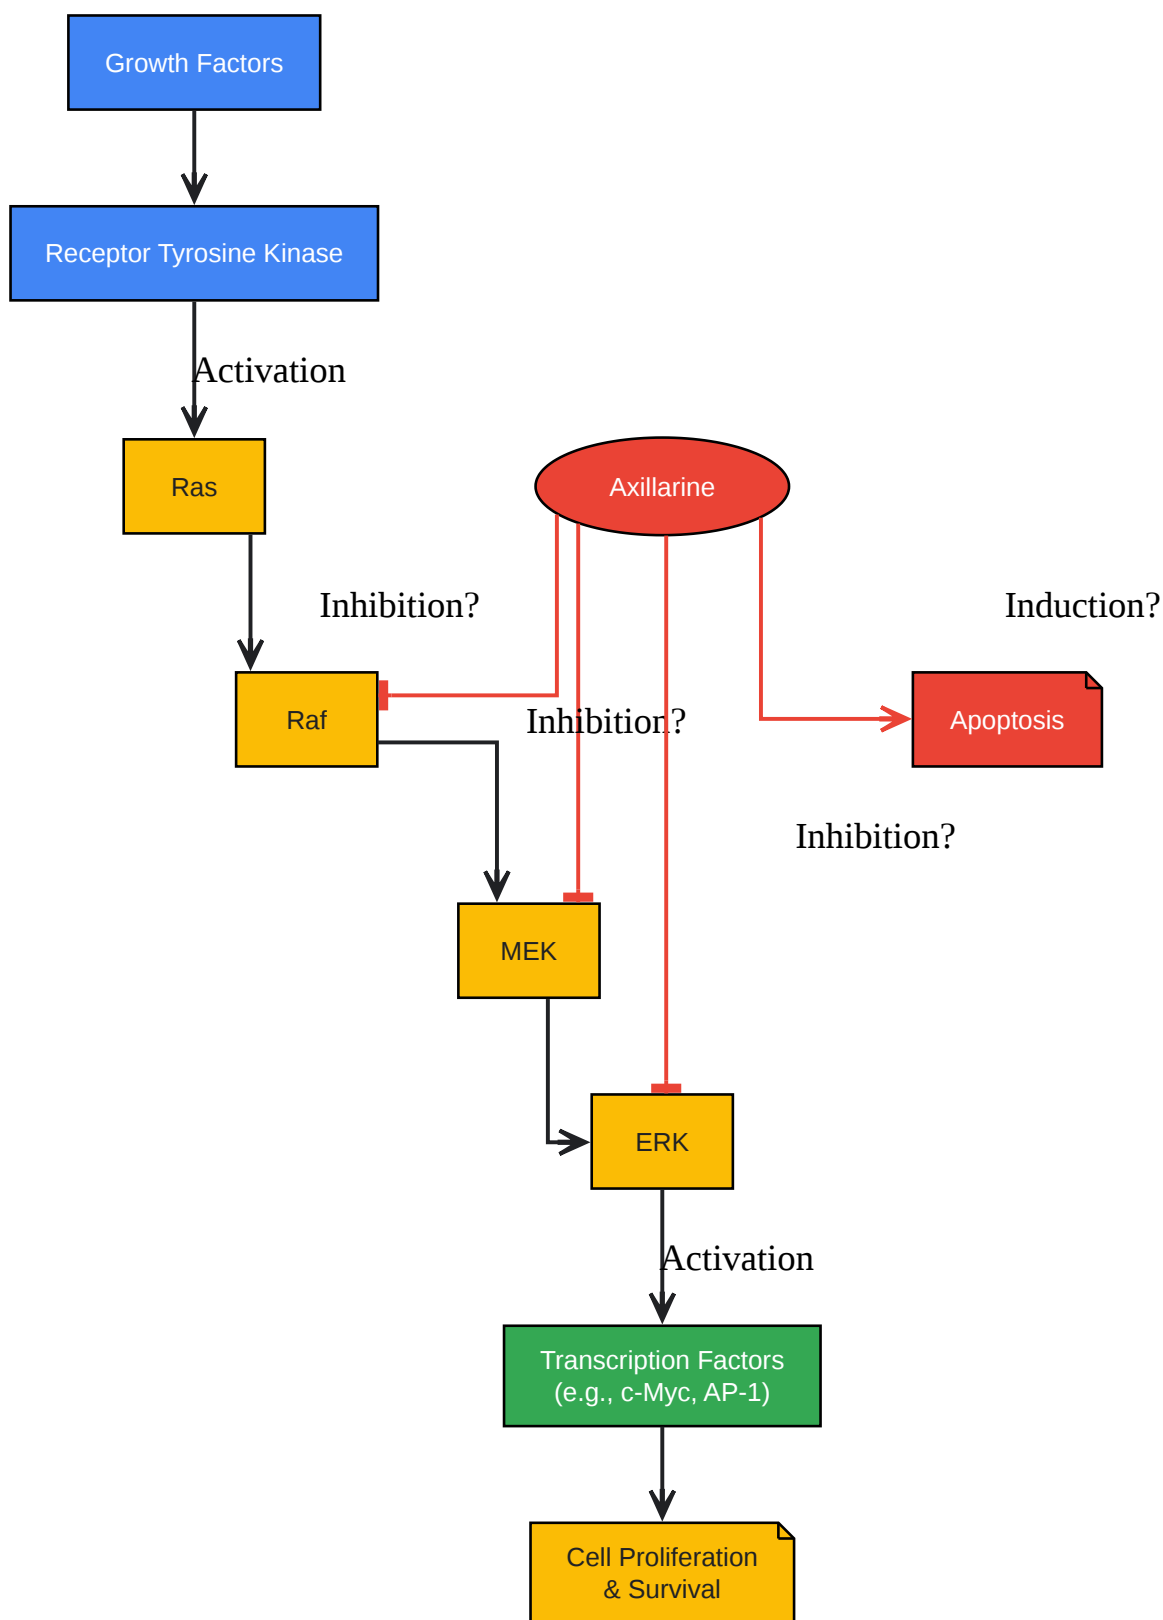 Growth Factors
Receptor Tyrosine Kinase
Activation
Ras
Axillarine
Inhibition?
Induction?
Raf
Inhibition?
Apoptosis
Inhibition?
MEK
ERK
Activation
Transcription Factors
(e.g., c-Myc, AP-1)
Cell Proliferation
& Survival